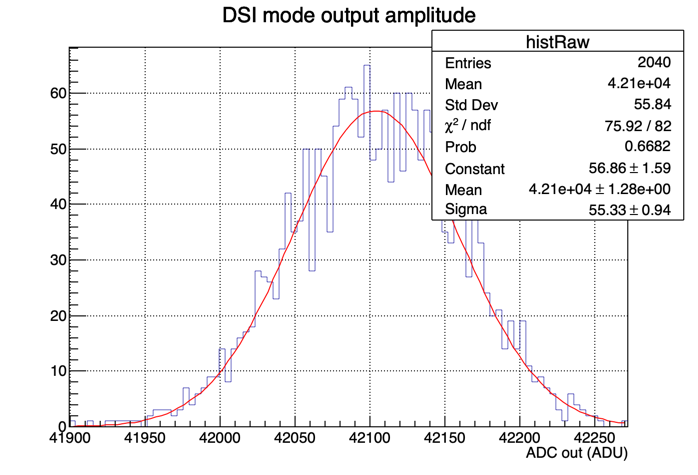 DSI mode output amplitude
histRaw
Entries 2040
Mean 4.21e+04
Std Dev 55.84
χ² / ndf 75.92 / 82
Prob 0.6682
Constant 56.86 ± 1.59
Mean 4.21e+04 ± 1.28e+00
Sigma 55.33 ± 0.94
60
50
40
30
20
10
0
41900 41950 42000 42050 42100 42150 42200 42250
ADC out (ADU)